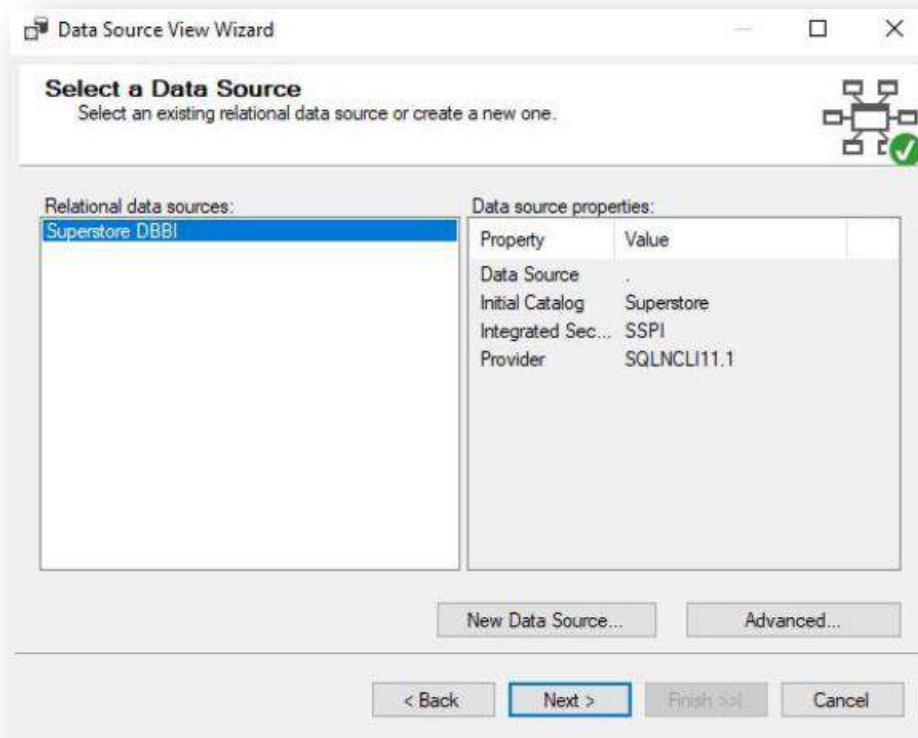 Data Source View Wizard
Select a Data Source
Select an existing relational data source or create a new one.
Relational data sources:
Superstore DBBI
Data source properties:
Property Value
Data Source .
Initial Catalog Superstore
Integrated Sec... SSPI
Provider SQLNCLI11.1
New Data Source... Advanced...
< Back Next > Finish >>| Cancel